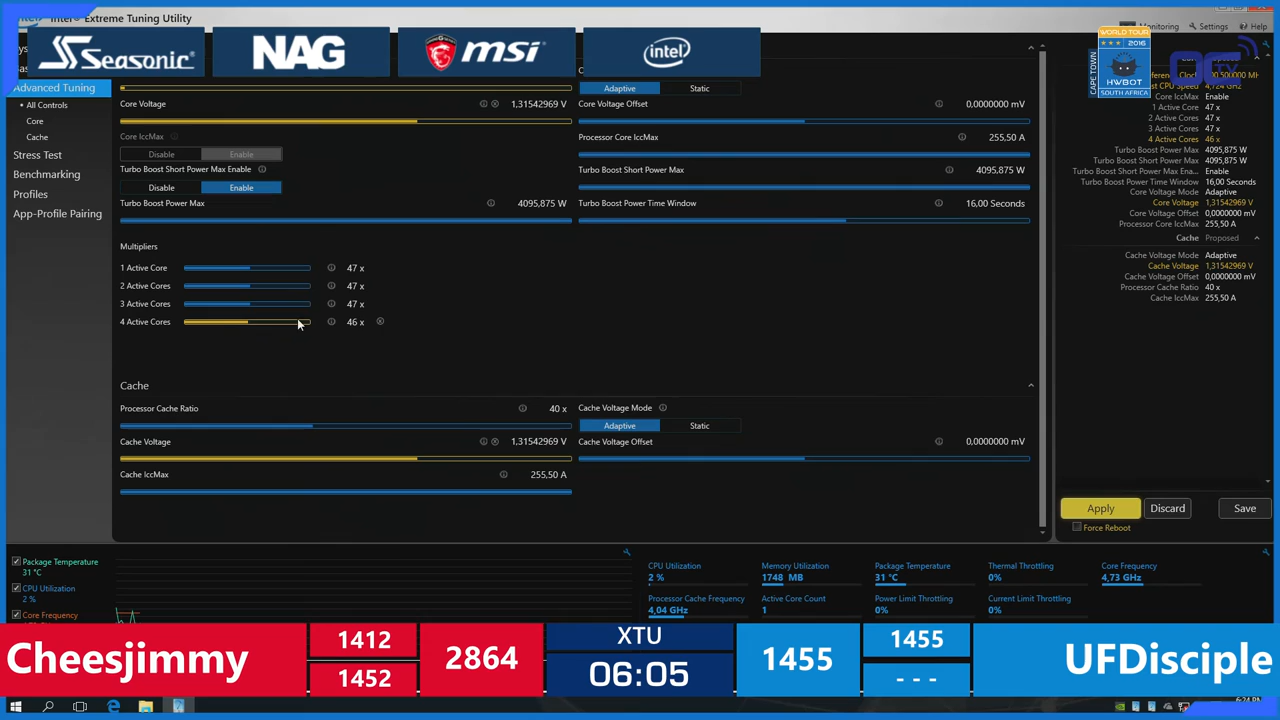 Intel® Extreme Tuning Utility
Monitoring
Settings
Help
Seasonic
NAG
msi
intel
WORLD TOUR
2016
HWBOT
CAPE TOWN
SOUTH AFRICA
OCTV
Advanced Tuning
All Controls
Core
Cache
Stress Test
Benchmarking
Profiles
App-Profile Pairing
Core Voltage 1,31542969 V
Core IccMax
Disable Enable
Turbo Boost Short Power Max Enable
Disable Enable
Turbo Boost Power Max 4095,875 W
Adaptive Static
Core Voltage Offset 0,0000000 mV
Processor Core IccMax 255,50 A
Turbo Boost Short Power Max 4095,875 W
Turbo Boost Power Time Window 16,00 Seconds
Multipliers
1 Active Core 47 x
2 Active Cores 47 x
3 Active Cores 47 x
4 Active Cores 46 x
Cache
Processor Cache Ratio 40 x
Cache Voltage 1,31542969 V
Cache IccMax 255,50 A
Cache Voltage Mode
Adaptive Static
Cache Voltage Offset 0,0000000 mV
Core IccMax Enable
1 Active Core 47 x
2 Active Cores 47 x
3 Active Cores 47 x
4 Active Cores 46 x
Turbo Boost Power Max 4095,875 W
Turbo Boost Short Power Max 4095,875 W
Turbo Boost Short Power Max Ena... Enable
Turbo Boost Power Time Window 16,00 Seconds
Core Voltage Mode Adaptive
Core Voltage 1,31542969 V
Core Voltage Offset 0,0000000 mV
Processor Core IccMax 255,50 A
Cache Proposed
Cache Voltage Mode Adaptive
Cache Voltage 1,31542969 V
Cache Voltage Offset 0,0000000 mV
Processor Cache Ratio 40 x
Cache IccMax 255,50 A
Apply Discard Save
Force Reboot
Package Temperature
31 °C
CPU Utilization
2 %
Core Frequency
CPU Utilization
2 %
Memory Utilization
1748 MB
Package Temperature
31 °C
Thermal Throttling
0%
Core Frequency
4,73 GHz
Processor Cache Frequency
4,04 GHz
Active Core Count
1
Power Limit Throttling
0%
Current Limit Throttling
0%
Cheesjimmy
1412
1452
2864
XTU
06:05
1455
1455
- - -
UFDisciple
6:24 PM